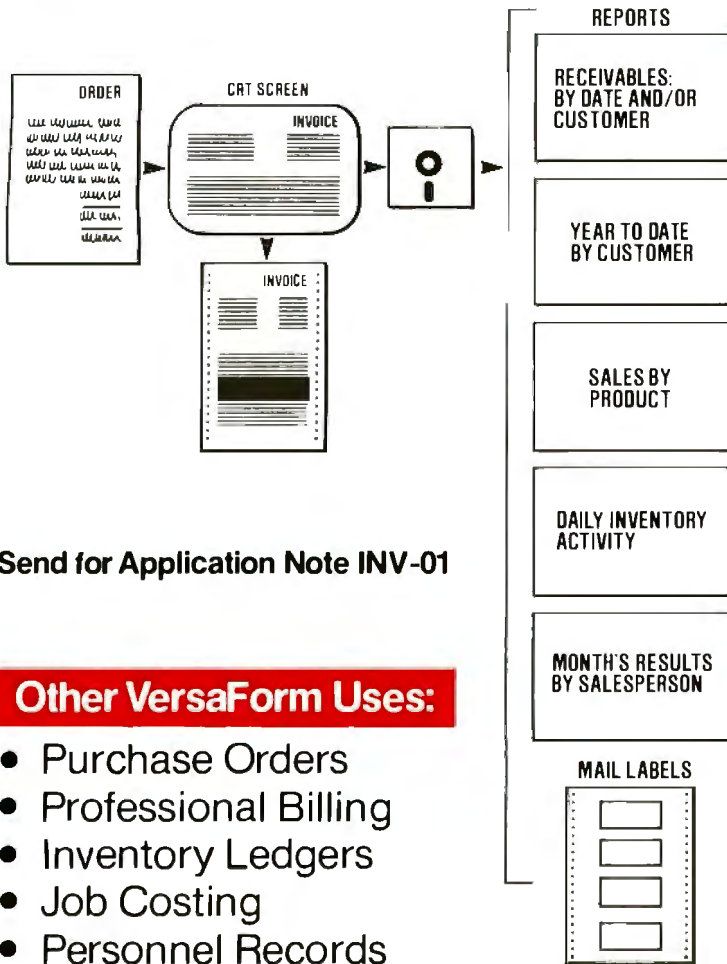 REPORTS
ORDER
CRT SCREEN
INVOICE
INVOICE
RECEIVABLES:
BY DATE AND/OR
CUSTOMER
YEAR TO DATE
BY CUSTOMER
SALES BY
PRODUCT
DAILY INVENTORY
ACTIVITY
MONTH'S RESULTS
BY SALESPERSON
MAIL LABELS
Send for Application Note INV-01
Other VersaForm Uses:
• Purchase Orders
• Professional Billing
• Inventory Ledgers
• Job Costing
• Personnel Records